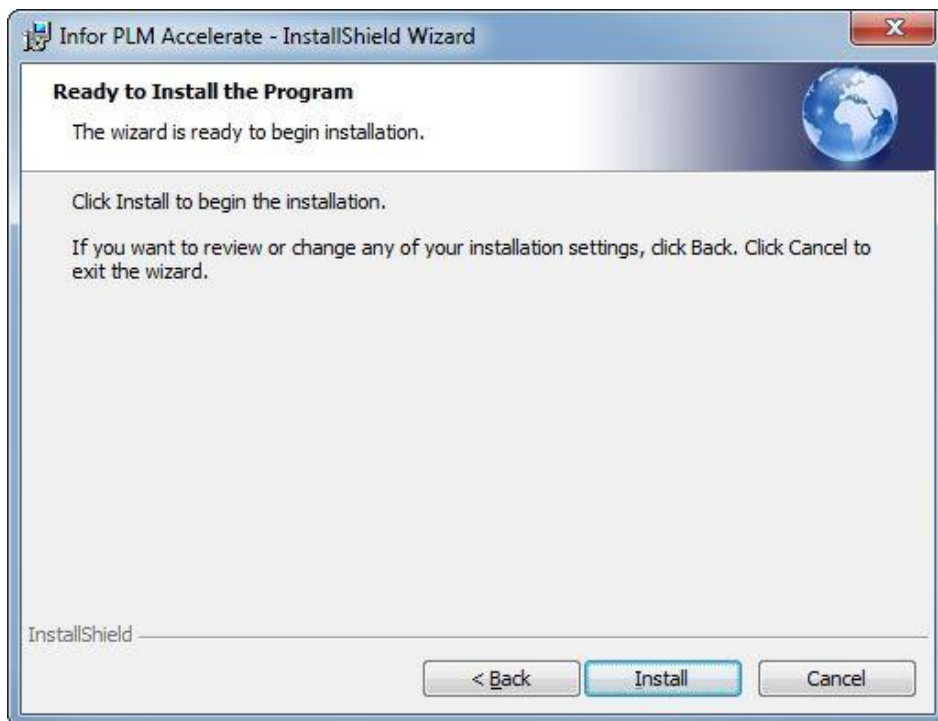 Infor PLM Accelerate - InstallShield Wizard
X
Ready to Install the Program
The wizard is ready to begin installation.
Click Install to begin the installation.
If you want to review or change any of your installation settings, click Back. Click Cancel to
exit the wizard.
InstallShield
< Back
Install
Cancel